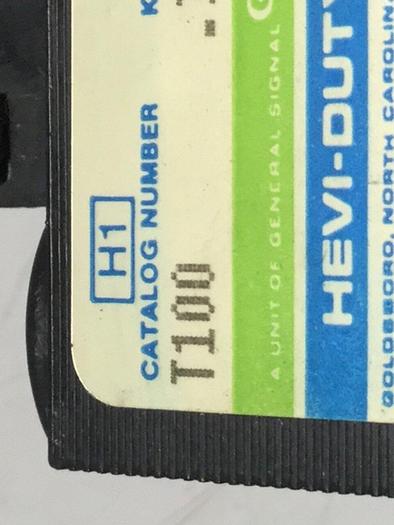 H1
CATALOG NUMBER K
T100
A UNIT OF GENERAL SIGNAL
HEVI-DUTY
GOLDSBORO, NORTH CAROLINA